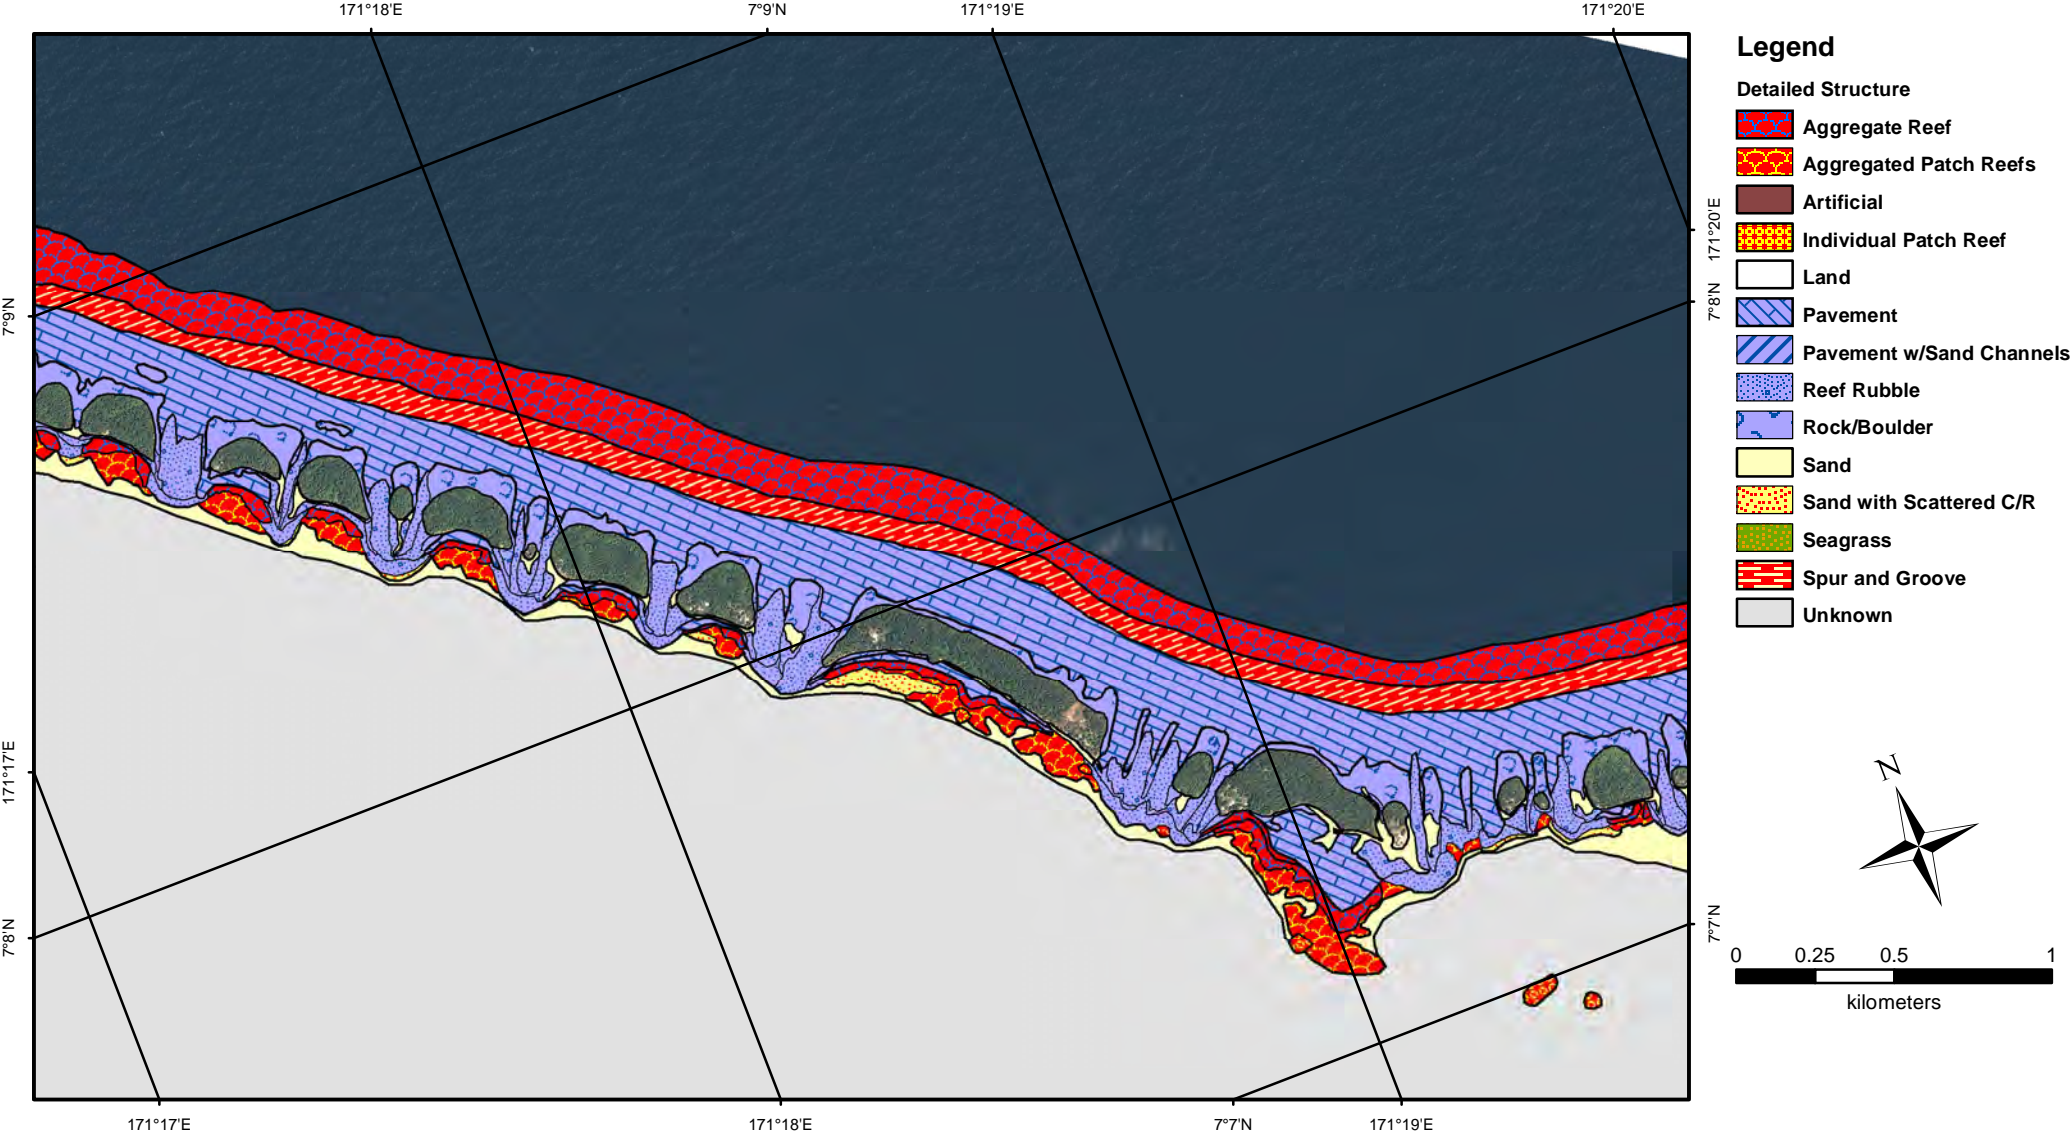 171°18'E
7°9'N
171°19'E
171°20'E
Legend
Detailed Structure
Aggregate Reef
Aggregated Patch Reefs
Artificial
Individual Patch Reef
Land
Pavement
Pavement w/Sand Channels
Reef Rubble
Rock/Boulder
Sand
Sand with Scattered C/R
Seagrass
Spur and Groove
Unknown
171°20'E
7°8'N
7°9'N
171°17'E
7°8'N
7°7'N
N
0 0.25 0.5 1
kilometers
171°17'E
171°18'E
7°7'N
171°19'E